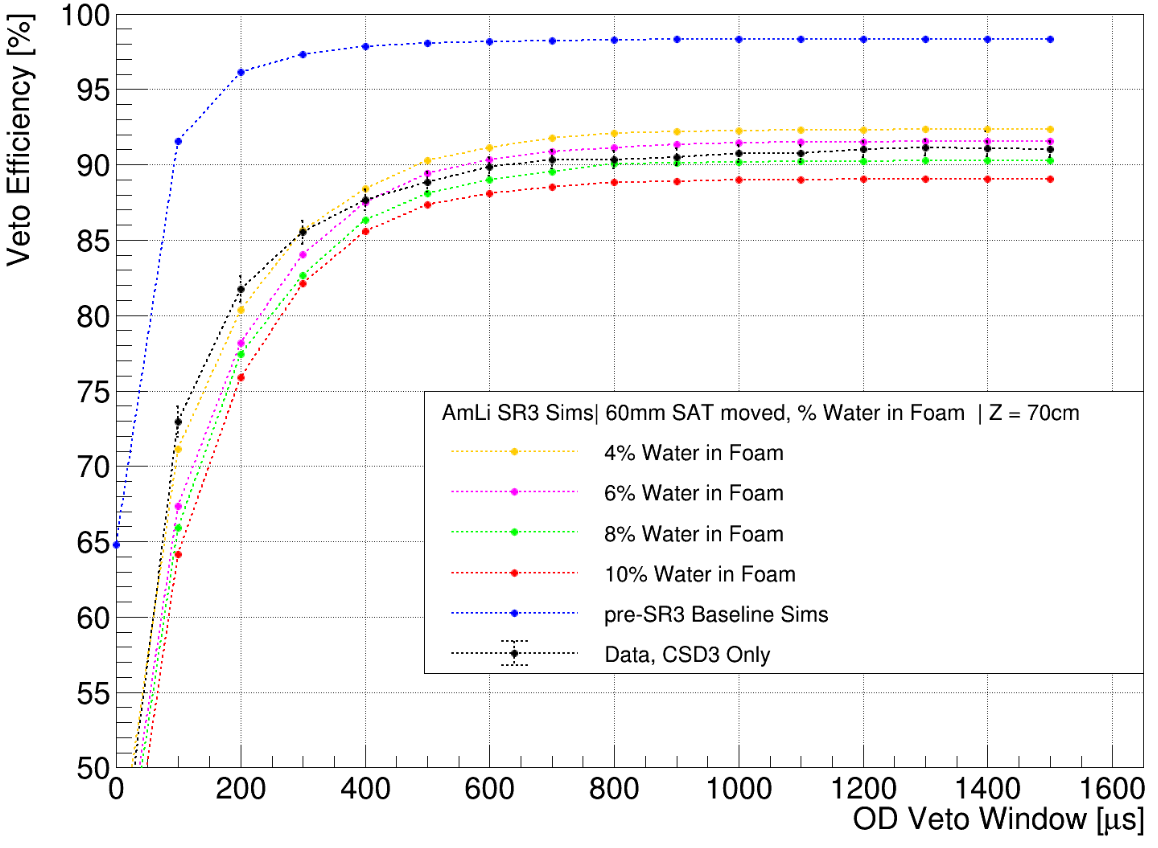 Veto Efficiency [%]
100
95
90
85
80
75
70
65
60
55
50
AmLi SR3 Sims| 60mm SAT moved, % Water in Foam | Z = 70cm
4% Water in Foam
6% Water in Foam
8% Water in Foam
10% Water in Foam
pre-SR3 Baseline Sims
Data, CSD3 Only
0 200 400 600 800 1000 1200 1400 1600
OD Veto Window [μs]